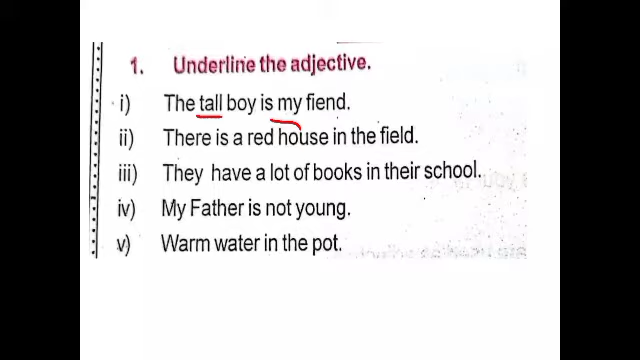 1. Underline the adjective.
i) The tall boy is my fiend.
ii) There is a red house in the field.
iii) They have a lot of books in their school.
iv) My Father is not young.
v) Warm water in the pot.